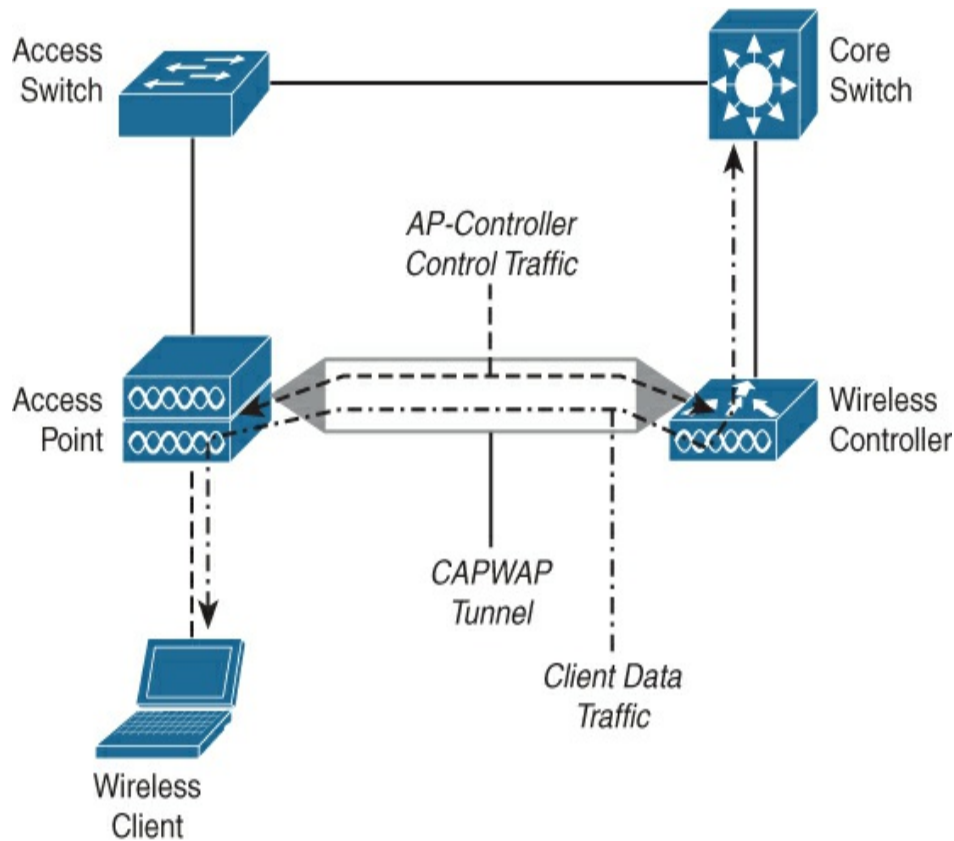 Access
Switch
Core
Switch
AP-Controller
Control Traffic
Access
Point
Wireless
Controller
CAPWAP
Tunnel
Client Data
Traffic
Wireless
Client